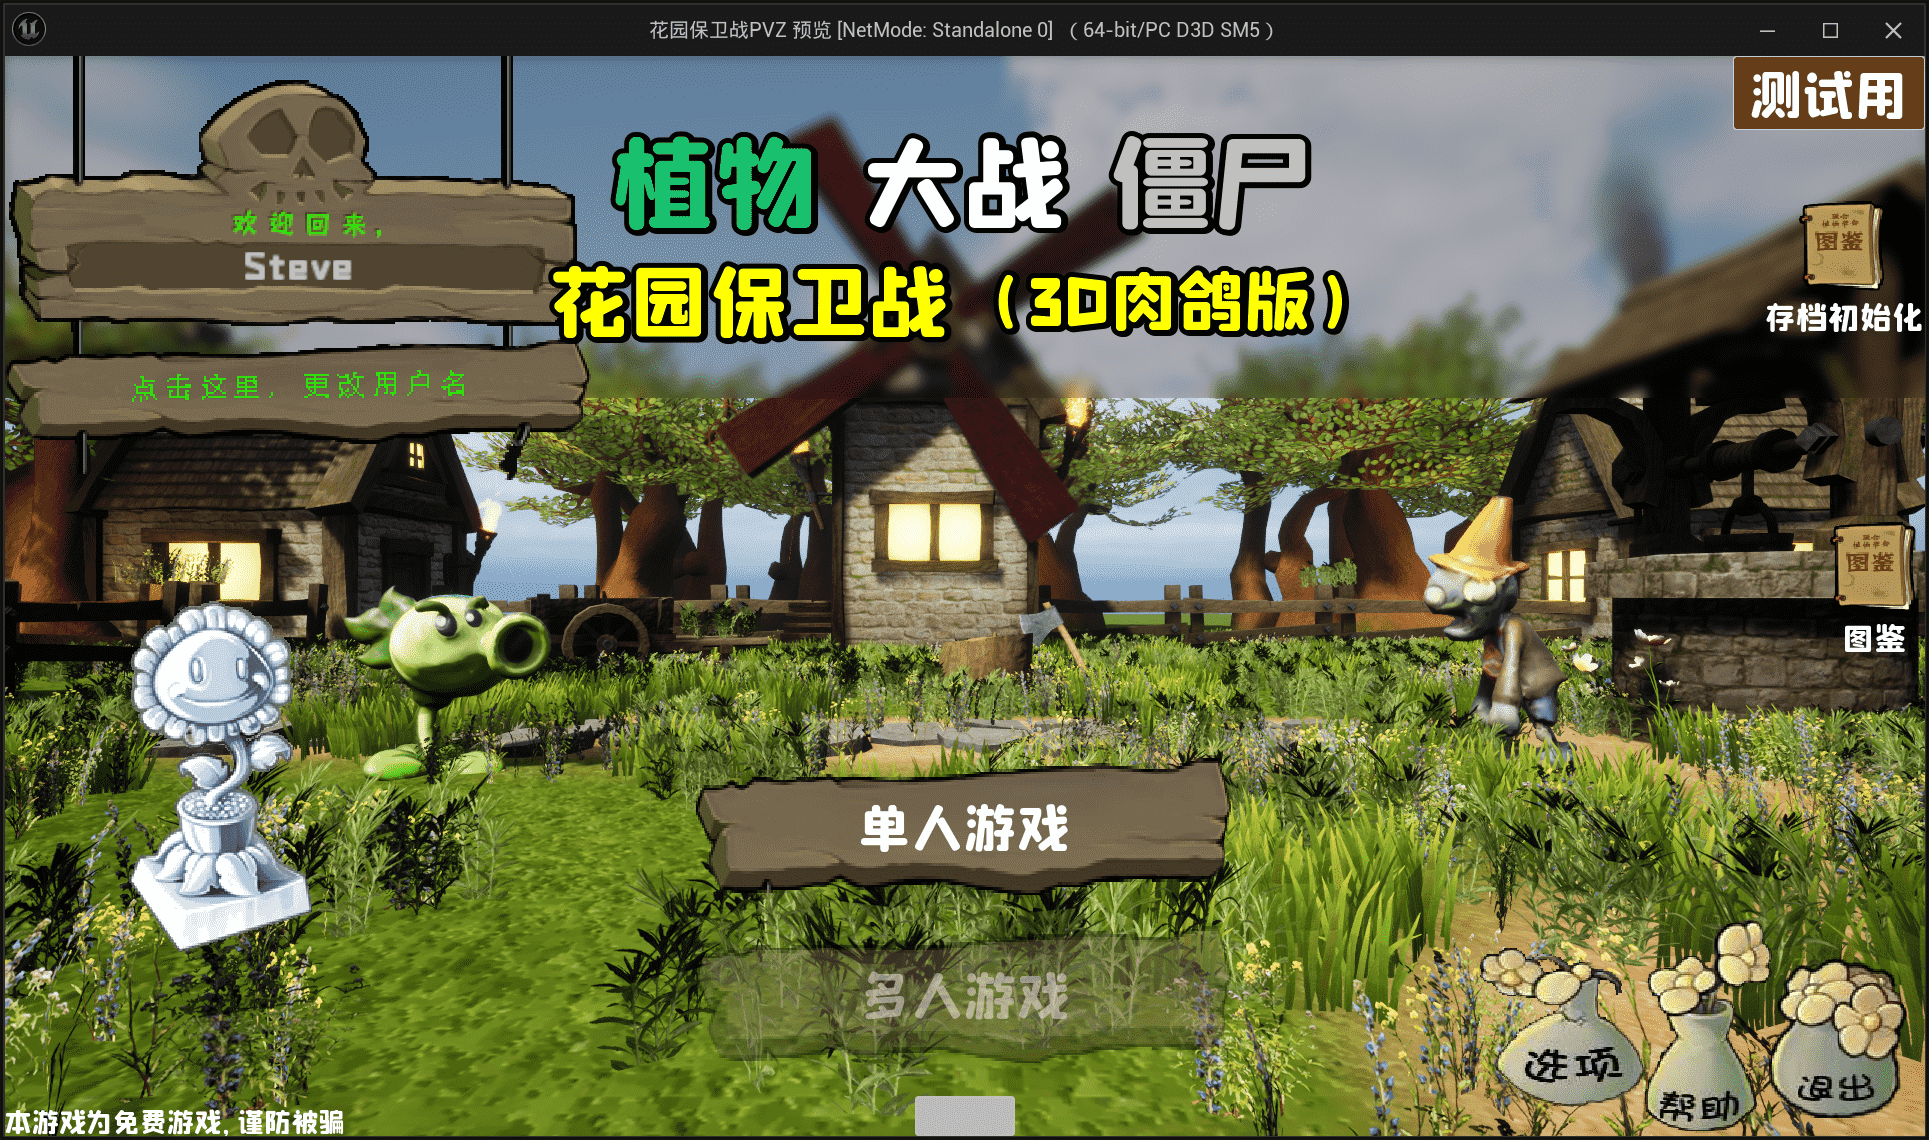 花园保卫战PVZ 预览 [NetMode: Standalone 0] （64-bit/PC D3D SM5）
测试用
植物 大战 僵尸
花园保卫战（3D肉鸽版）
欢迎回来,
Steve
点击这里, 更改用户名
图鉴
存档初始化
图鉴
图鉴
单人游戏
多人游戏
选项
帮助
退出
本游戏为免费游戏, 谨防被骗